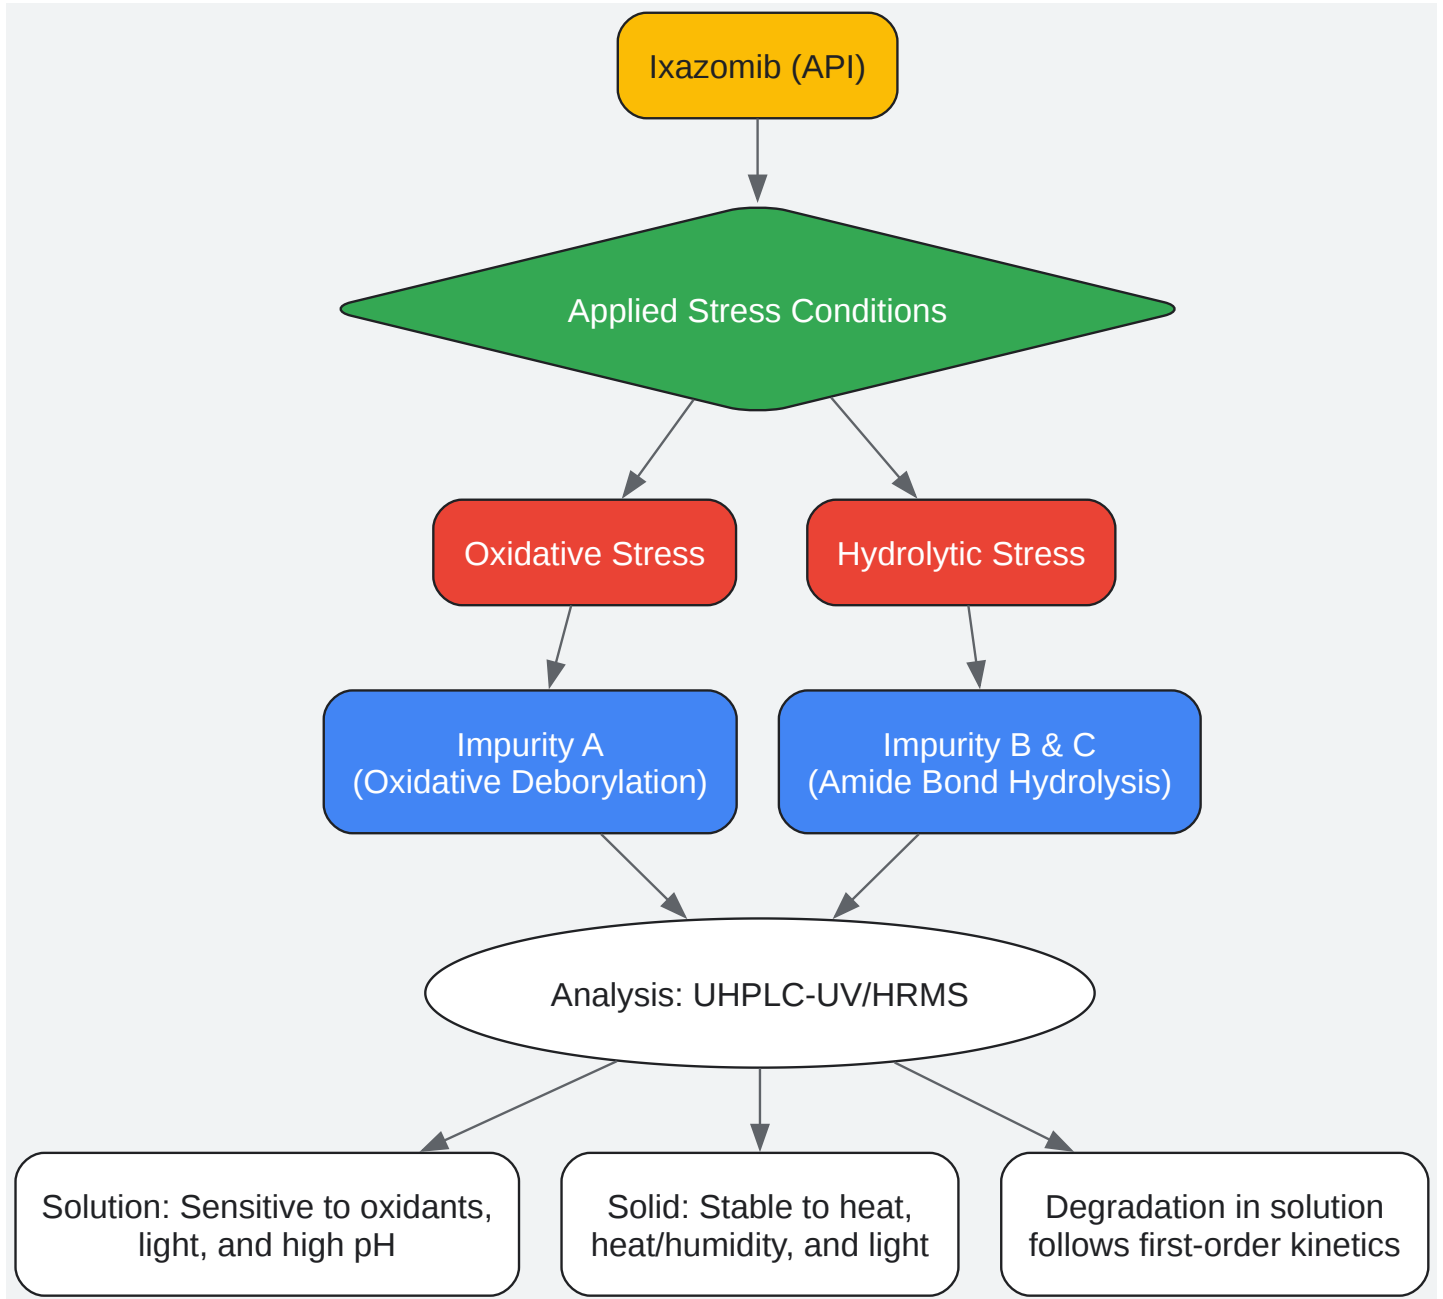 Ixazomib (API)
Applied Stress Conditions
Oxidative Stress
Hydrolytic Stress
Impurity A
(Oxidative Deborylation)
Impurity B & C
(Amide Bond Hydrolysis)
Analysis: UHPLC-UV/HRMS
Solution: Sensitive to oxidants,
light, and high pH
Solid: Stable to heat,
heat/humidity, and light
Degradation in solution
follows first-order kinetics